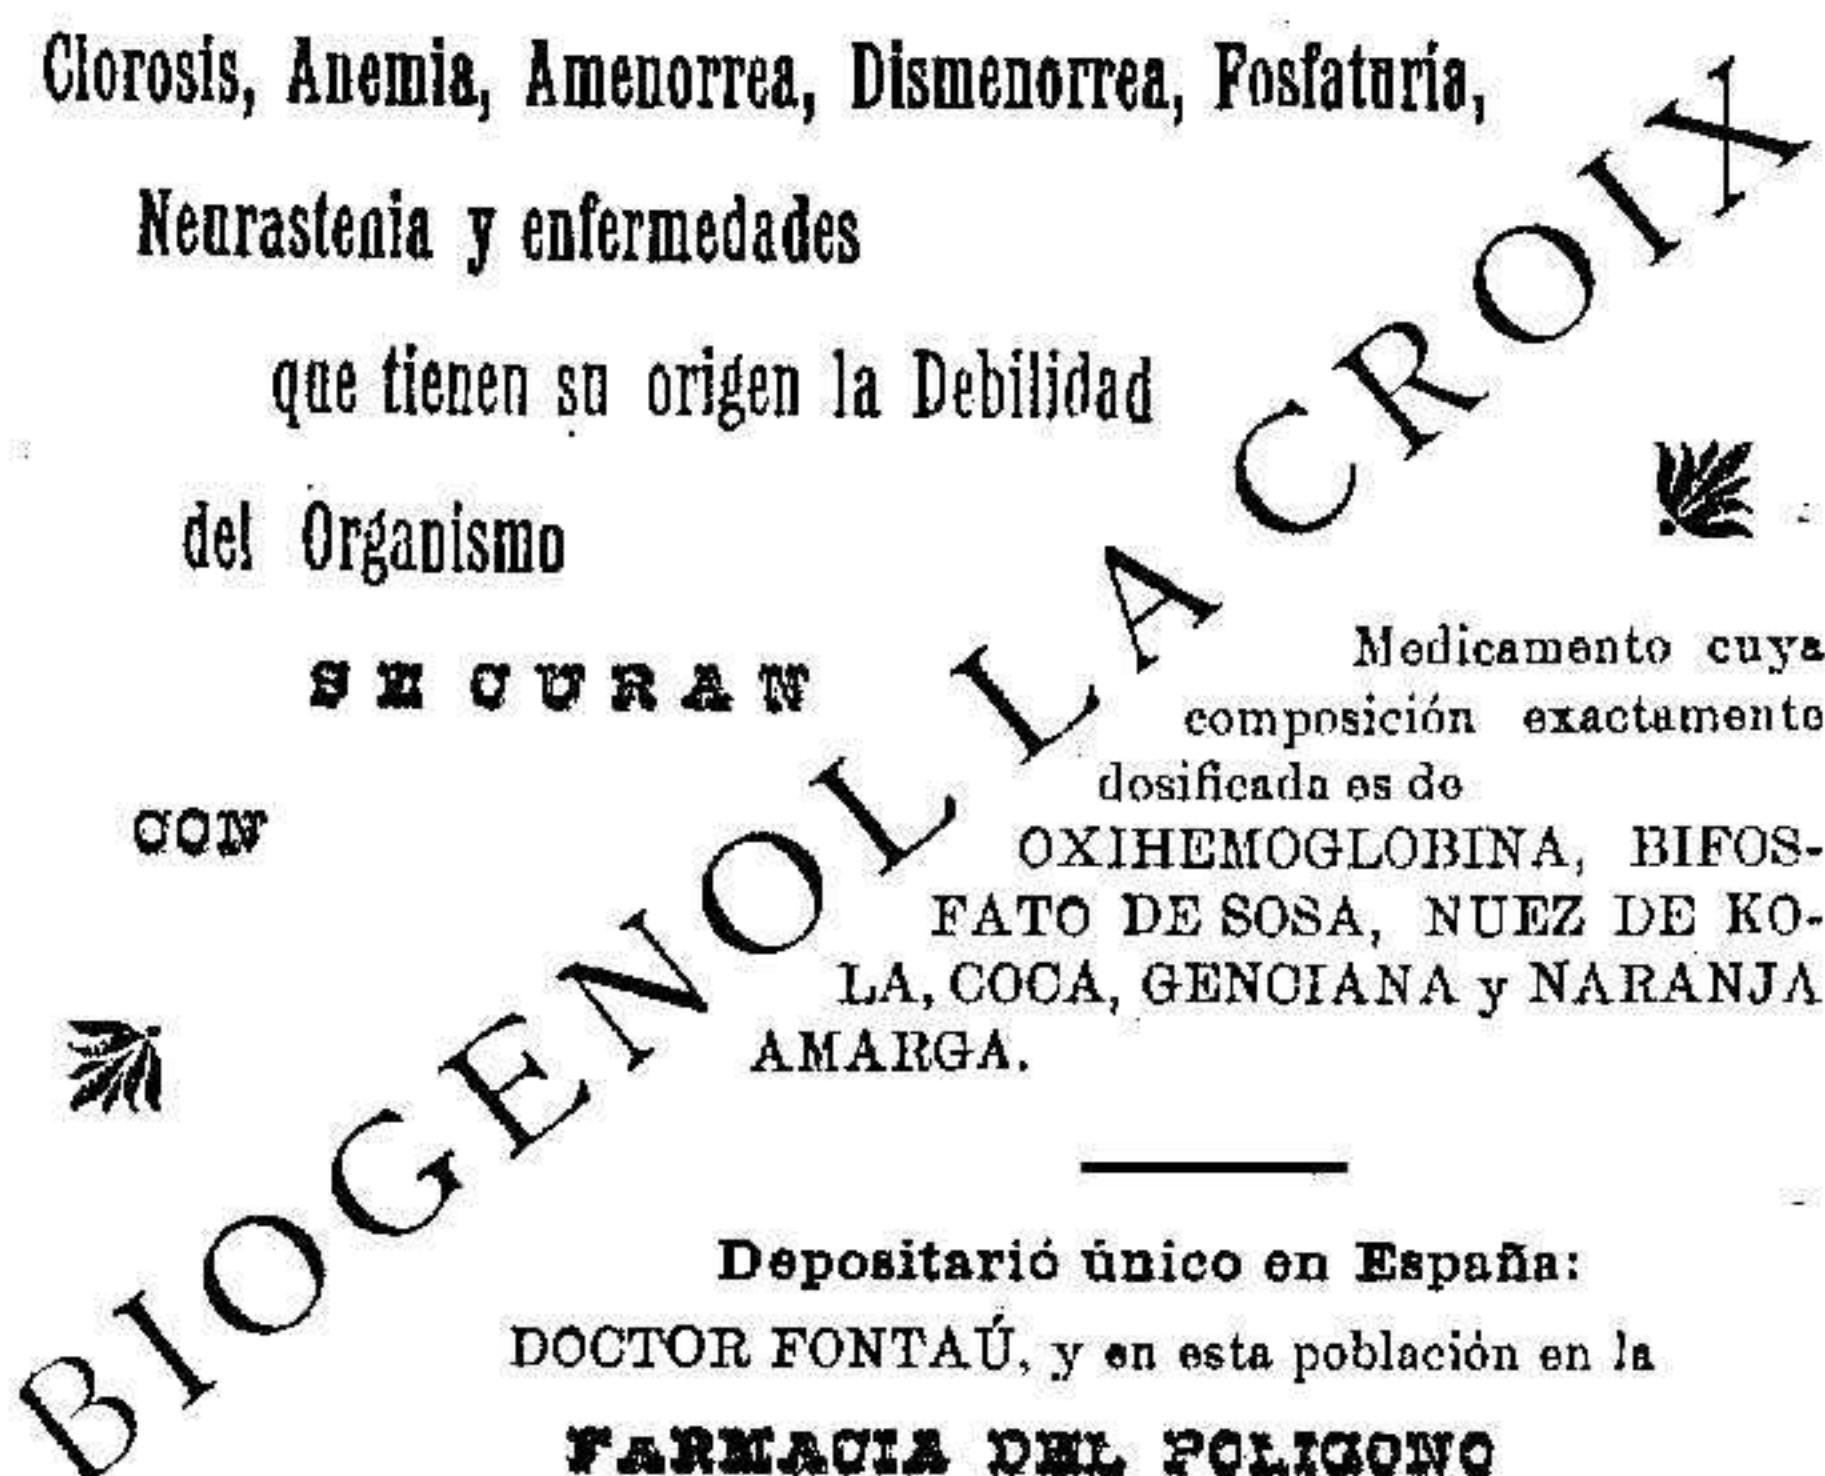 Clorosis, Anemia, Amenorrea, Dismenorrea, Fosfaturia,
Neurastenia y enfermedades
que tienen su origen la Debilidad
del Organismo
SE CURAN
CON
BIOGENOL LACROIX
Medicamento cuya
composición exactamente
dosificada es de
OXIHEMOGLOBINA, BIFOS-
FATO DE SOSA, NUEZ DE KO-
LA, COCA, GENCIANA y NARANJA
AMARGA.
Depositarió único en España:
DOCTOR FONTAÚ, y en esta población en la
FARMACIA DEL POLIGONO